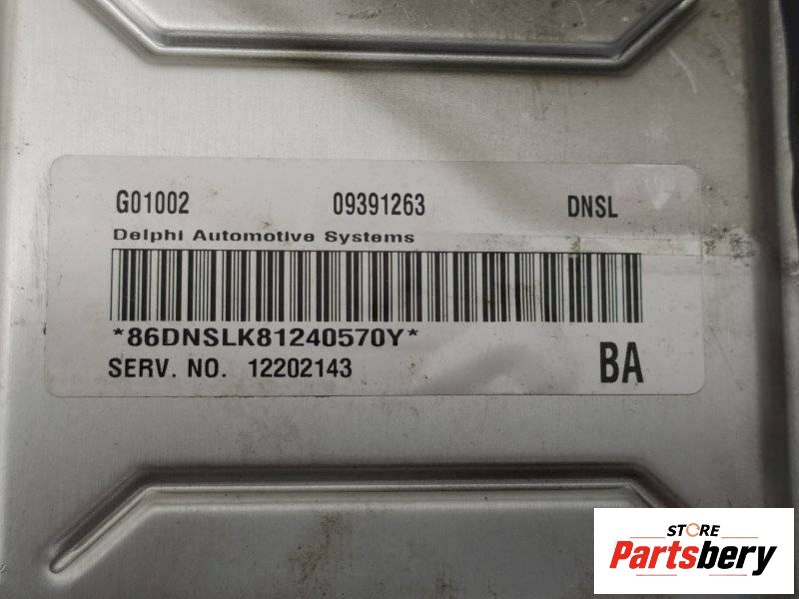 G01002 09391263 DNSL
Delphi Automotive Systems
*86DNSLK81240570Y*
SERV. NO. 12202143 BA
STORE
Partsbery